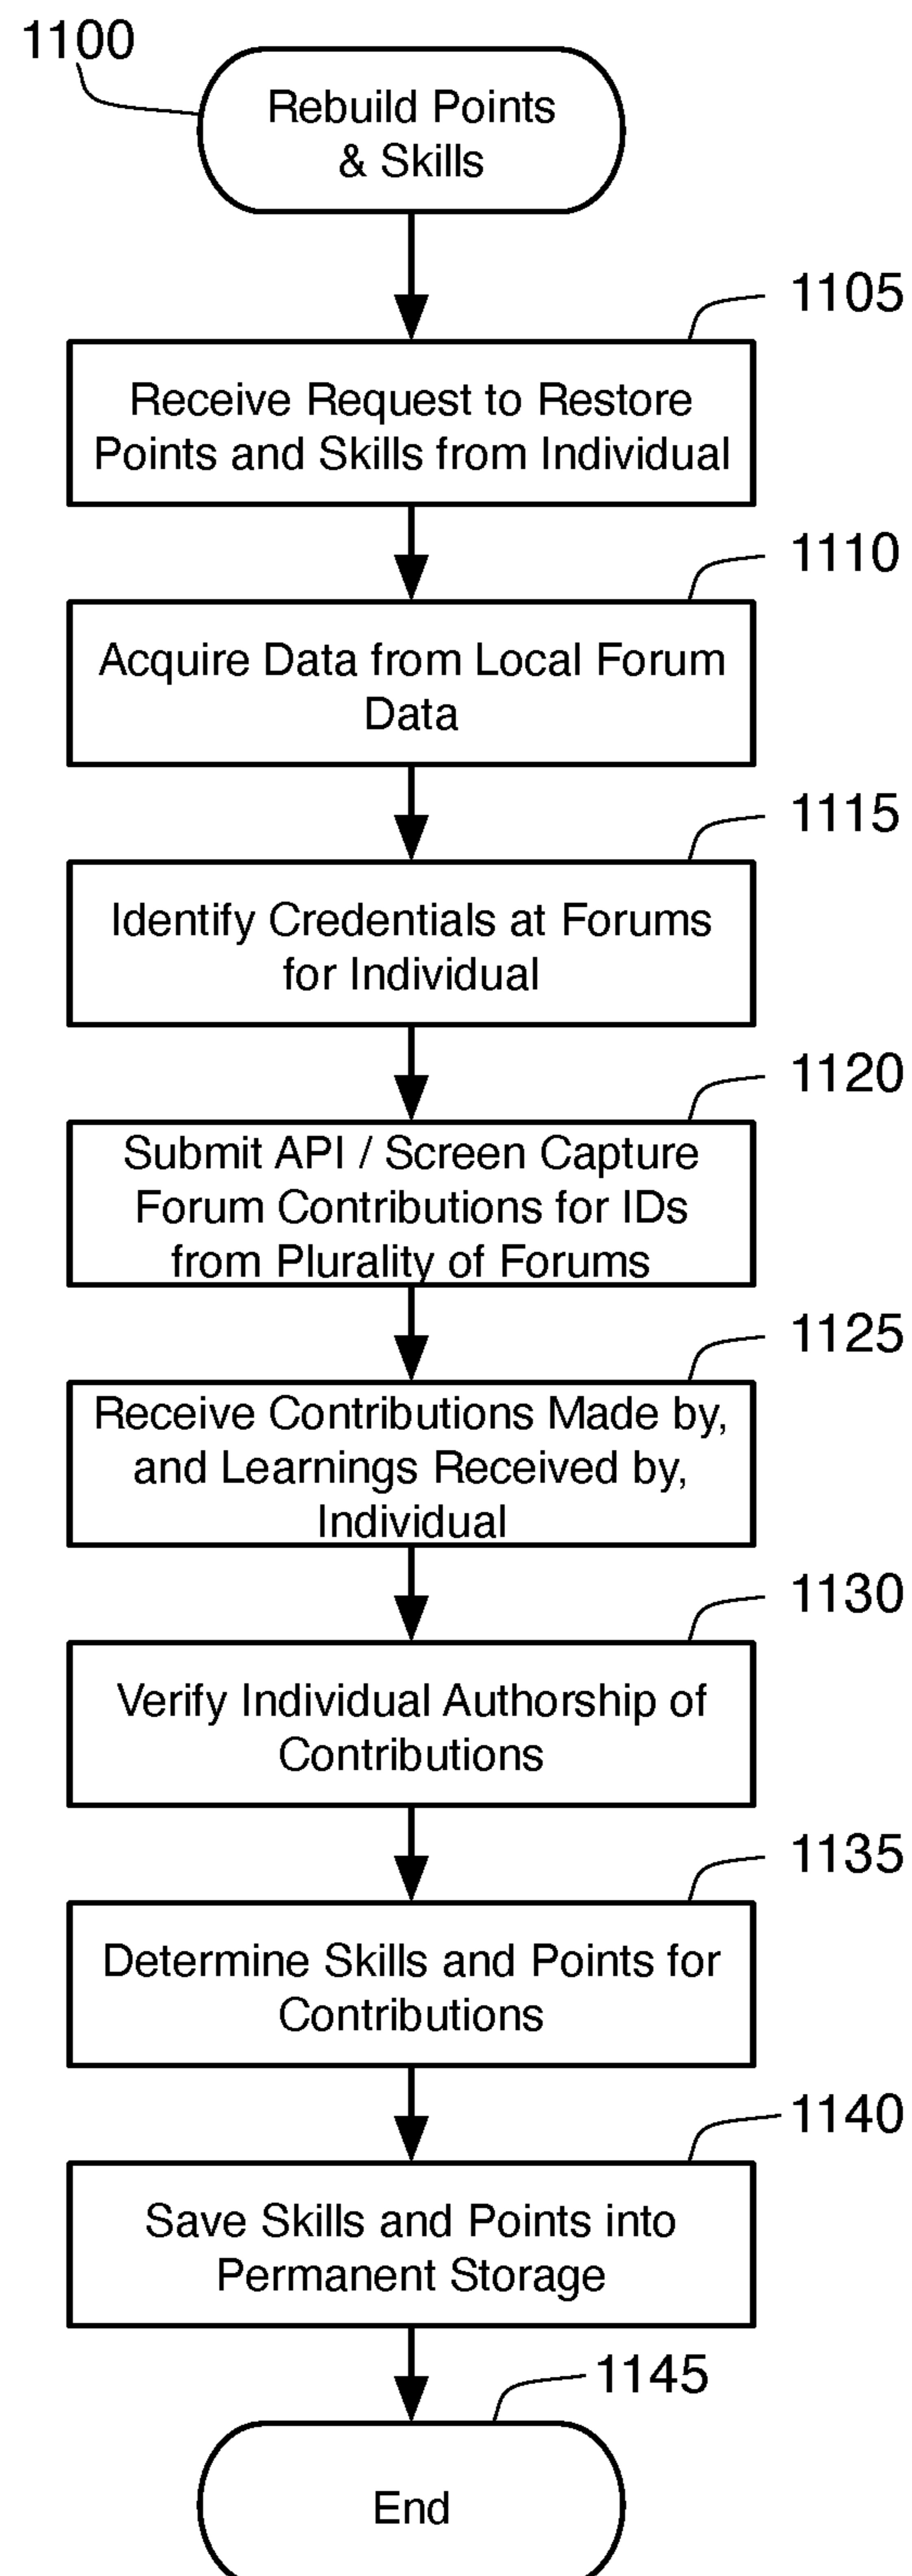 1100
Rebuild Points
& Skills
1105
Receive Request to Restore
Points and Skills from Individual
1110
Acquire Data from Local Forum
Data
1115
Identify Credentials at Forums
for Individual
1120
Submit API / Screen Capture
Forum Contributions for IDs
from Plurality of Forums
1125
Receive Contributions Made by,
and Learnings Received by,
Individual
1130
Verify Individual Authorship of
Contributions
1135
Determine Skills and Points for
Contributions
1140
Save Skills and Points into
Permanent Storage
1145
End